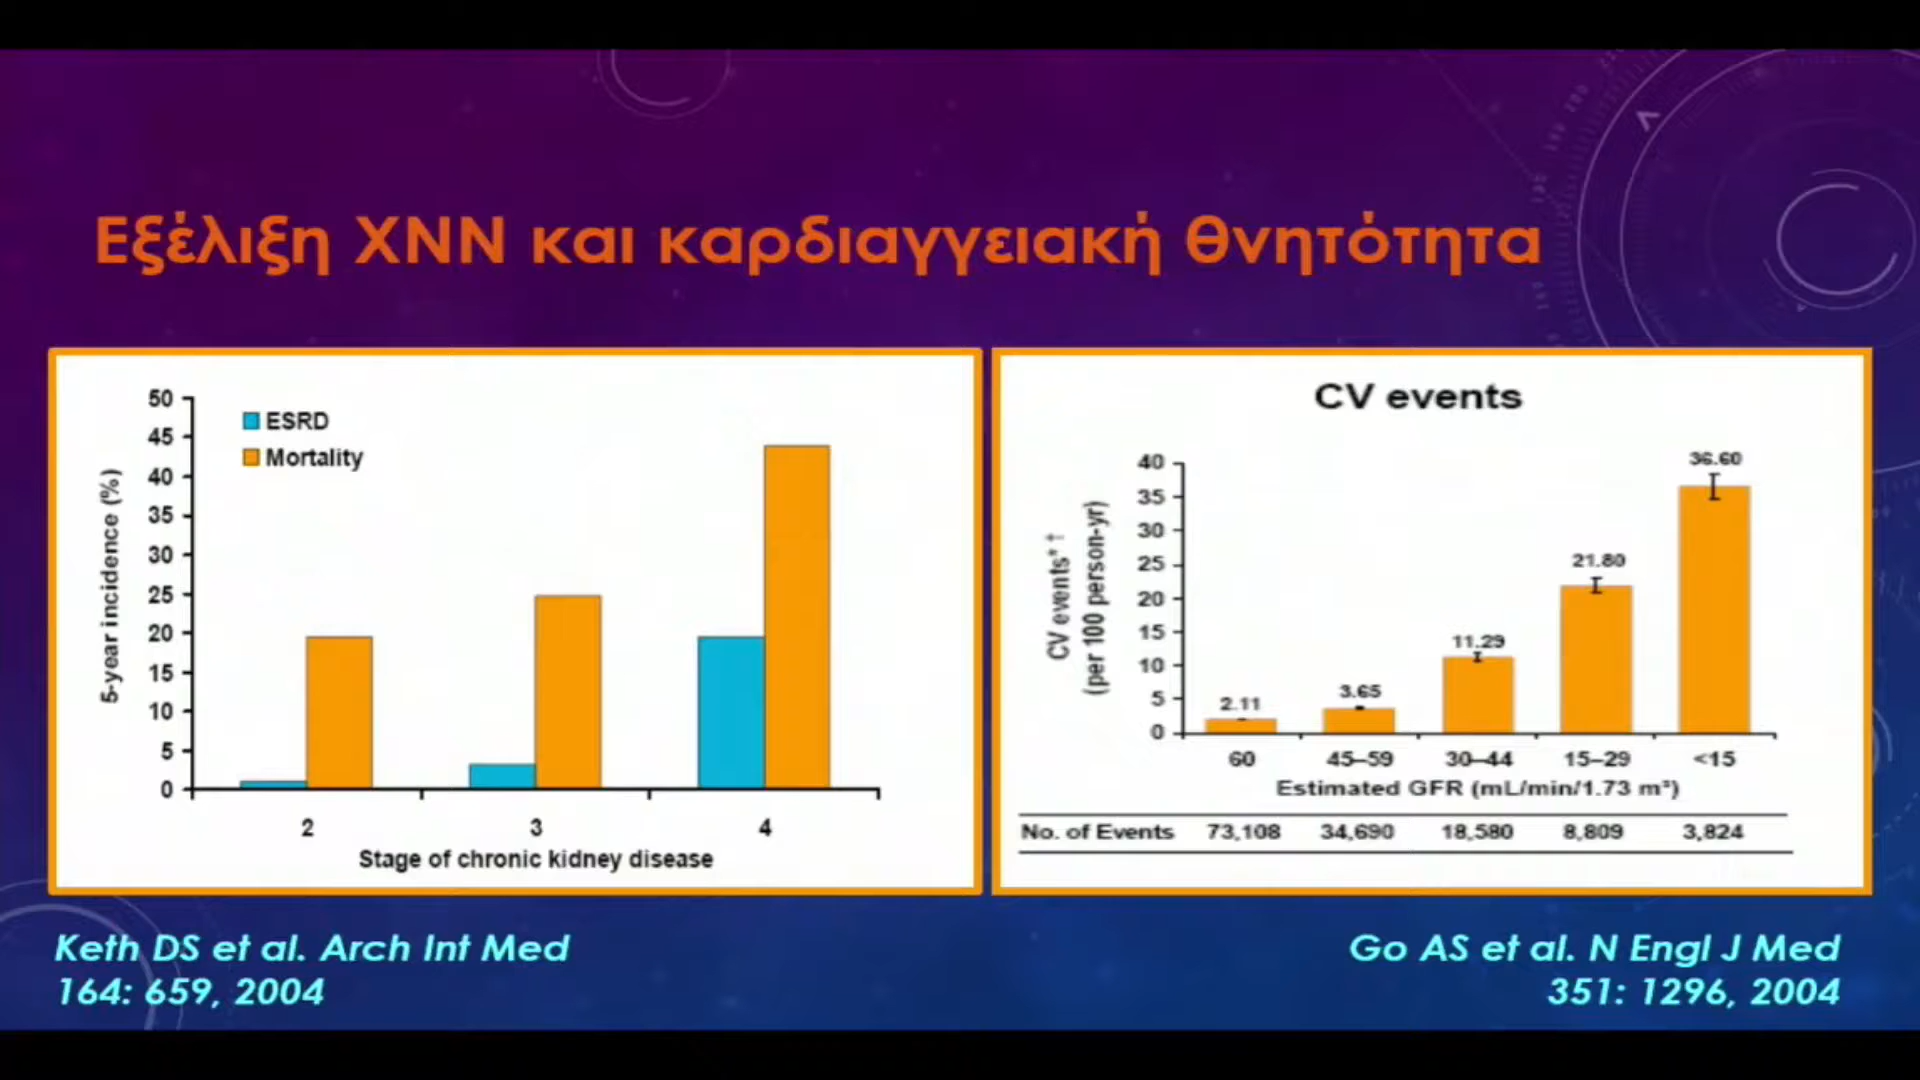 Εξέλιξη ΧΝΝ και καρδιαγγειακή θνητότητα
50
45
40
35
30
25
20
15
10
5
0
5-year incidence (%)
ESRD
Mortality
2 3 4
Stage of chronic kidney disease
CV events
40
35
30
25
20
15
10
5
0
CV events*†
(per 100 person-yr)
2.11 3.65 11.29 21.80 36.60
60 45–59 30–44 15–29 <15
Estimated GFR (mL/min/1.73 m²)
No. of Events 73,108 34,690 18,580 8,809 3,824
Keth DS et al. Arch Int Med
164: 659, 2004
Go AS et al. N Engl J Med
351: 1296, 2004